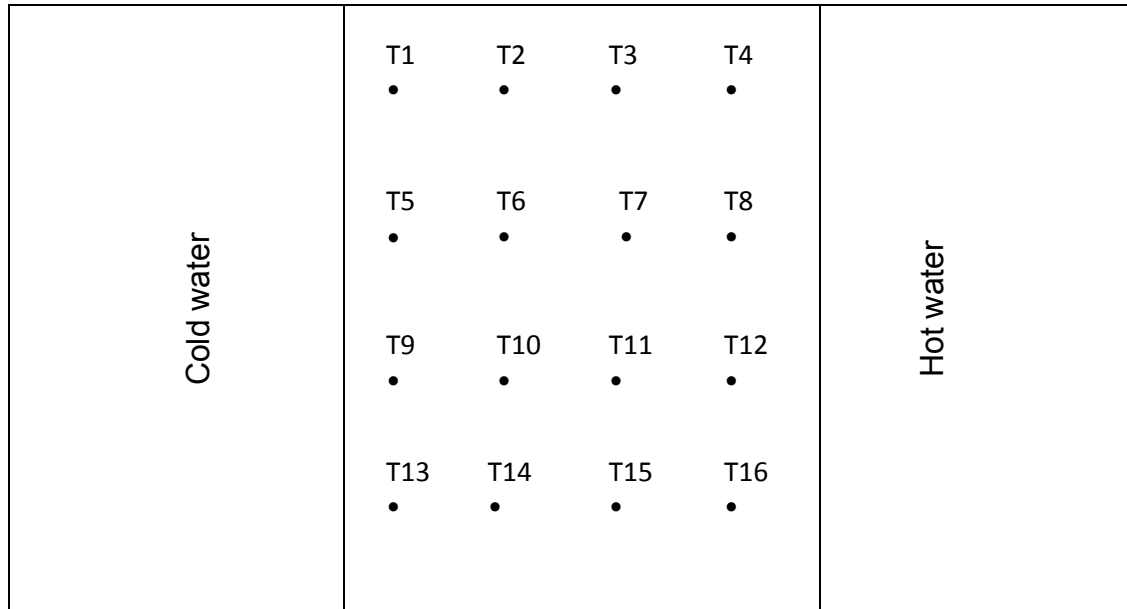 T1 T2 T3 T4
T5 T6 T7 T8
Cold water
Hot water
T9 T10 T11 T12
T13 T14 T15 T16